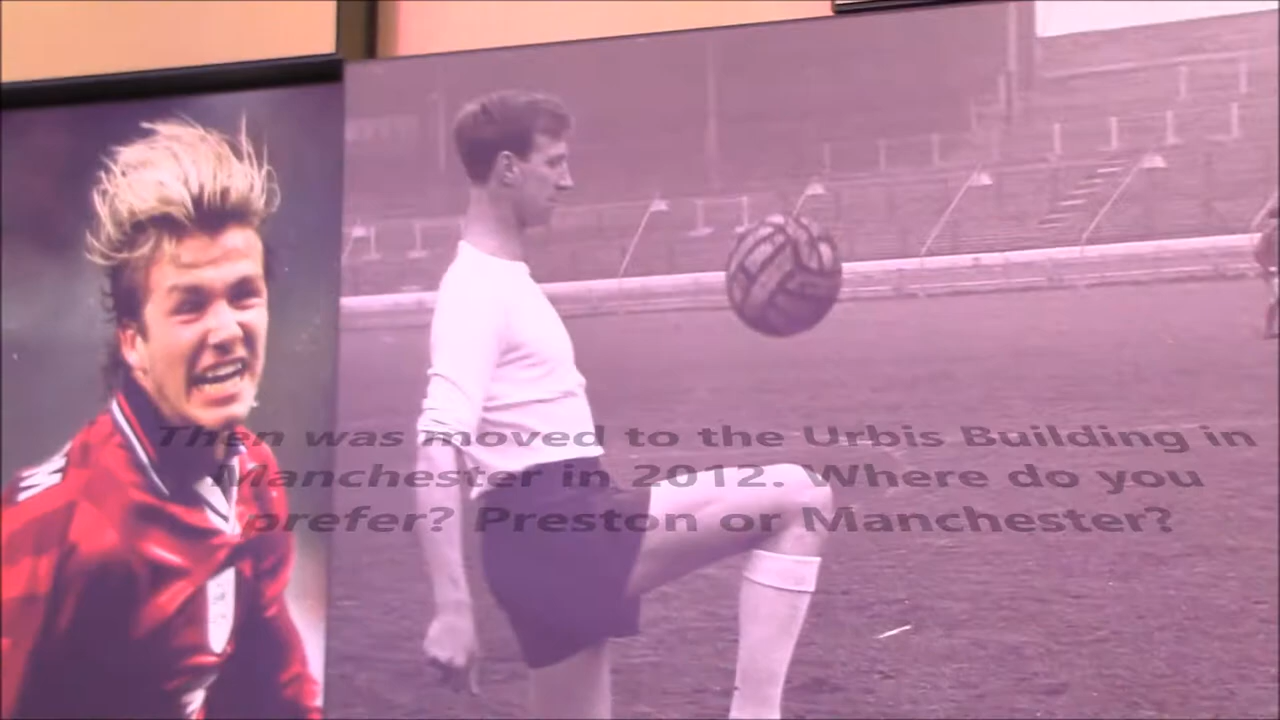 Then was moved to the Urbis Building in
Manchester in 2012. Where do you
prefer? Preston or Manchester?